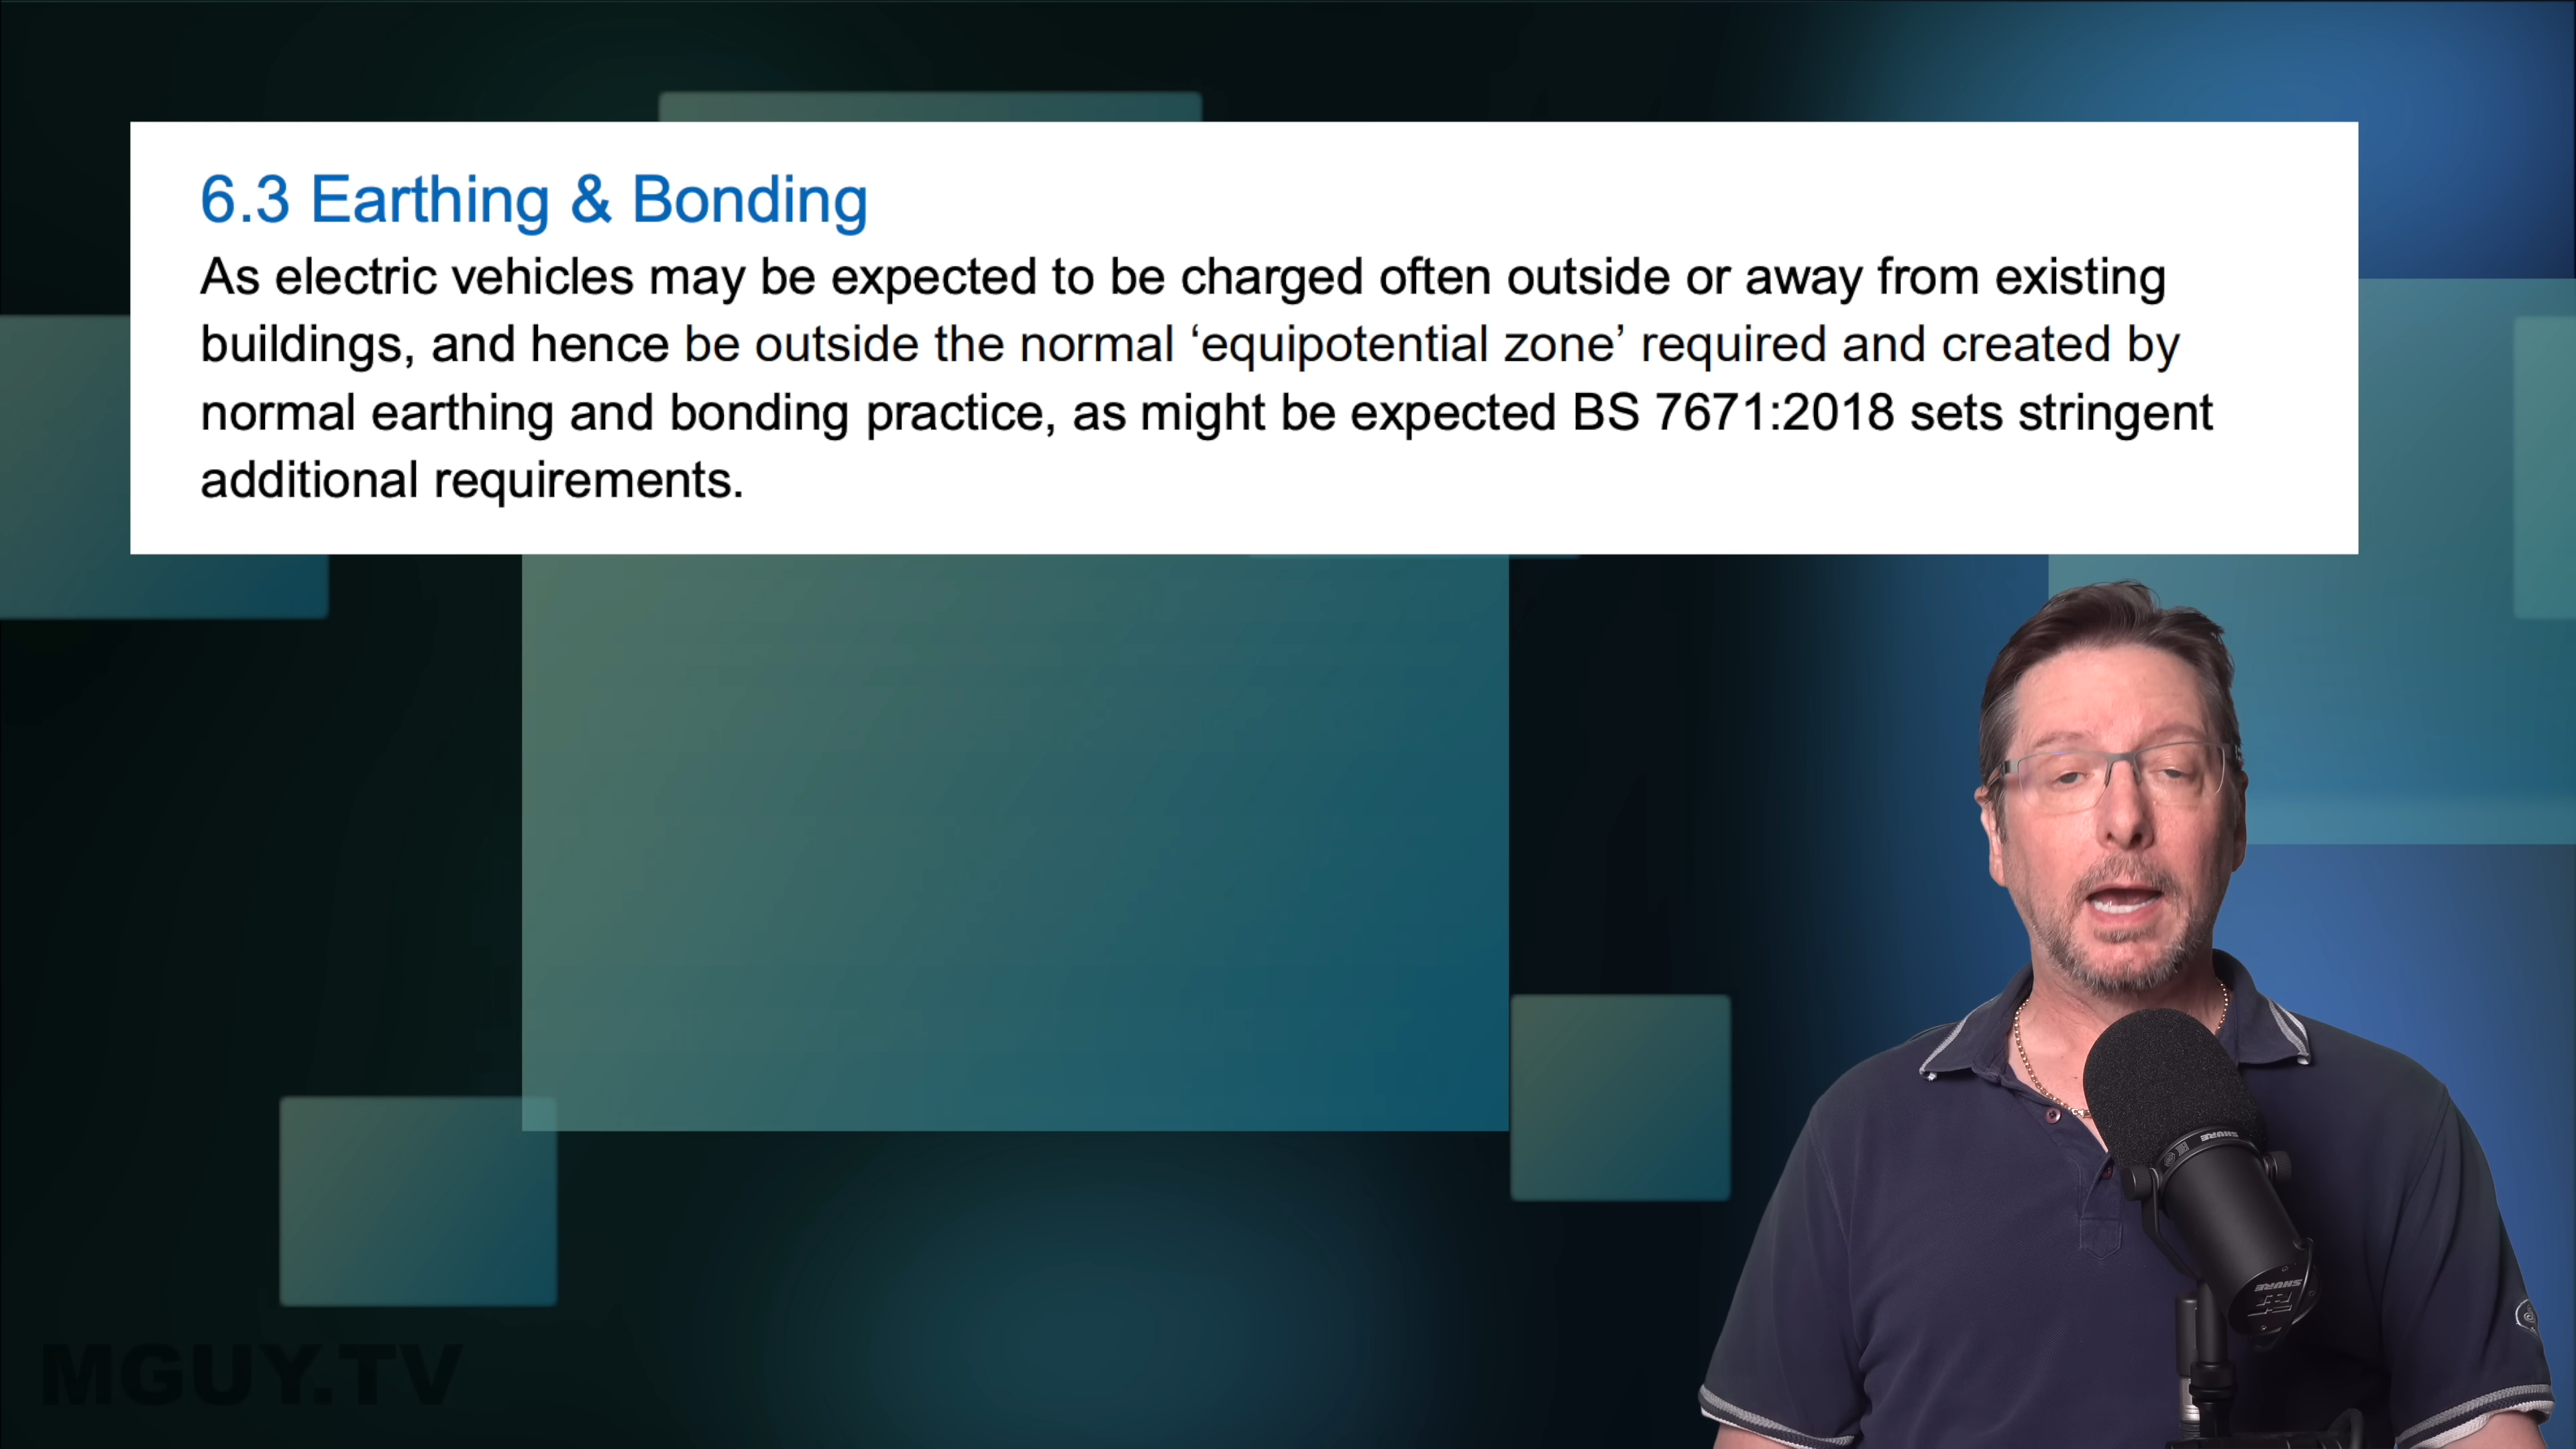 6.3 Earthing & Bonding
As electric vehicles may be expected to be charged often outside or away from existing
buildings, and hence be outside the normal ‘equipotential zone’ required and created by
normal earthing and bonding practice, as might be expected BS 7671:2018 sets stringent
additional requirements.
SHURE
SHURE
MGUY.TV